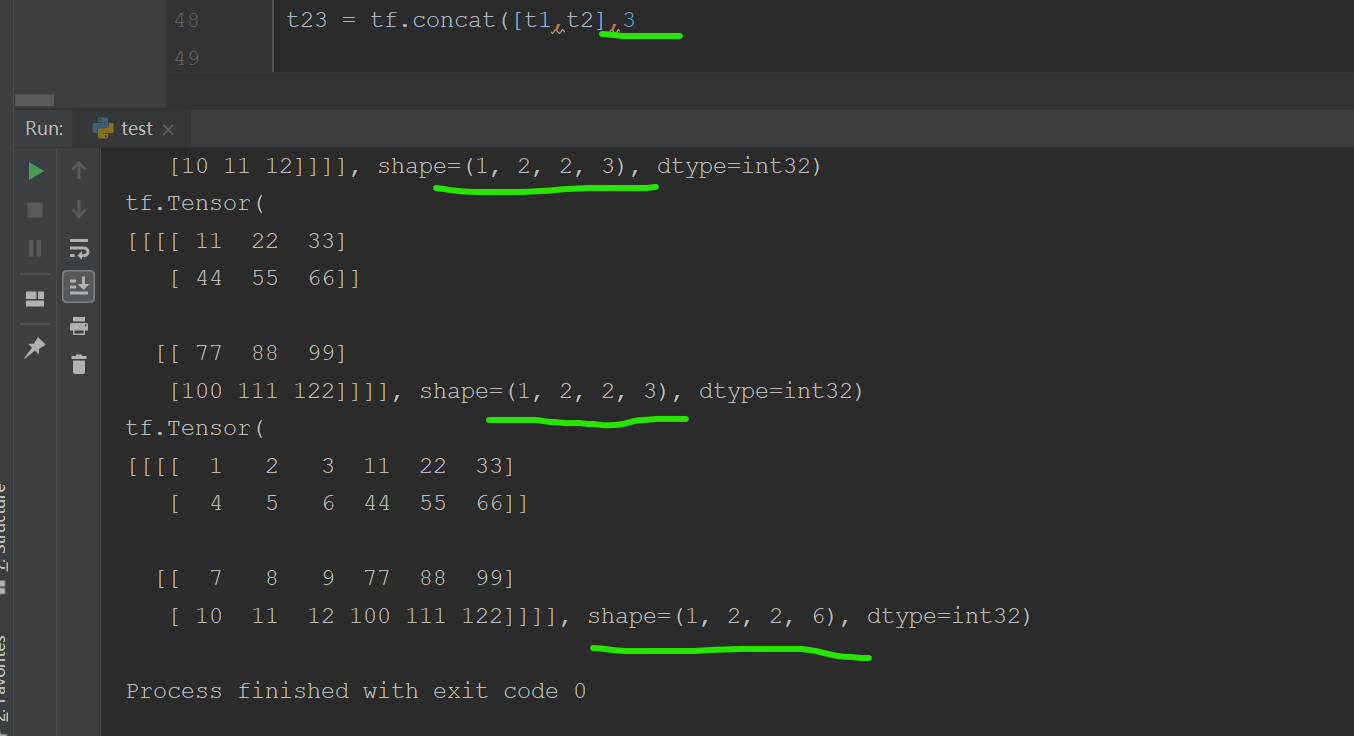 48 t23 = tf.concat([t1,t2],3
49
Run: test
[10 11 12]]]], shape=(1, 2, 2, 3), dtype=int32)
tf.Tensor(
[[[[ 11 22 33]
[ 44 55 66]]
[[ 77 88 99]
[100 111 122]]]], shape=(1, 2, 2, 3), dtype=int32)
tf.Tensor(
[[[[ 1 2 3 11 22 33]
[ 4 5 6 44 55 66]]
[[ 7 8 9 77 88 99]
[ 10 11 12 100 111 122]]]], shape=(1, 2, 2, 6), dtype=int32)
Process finished with exit code 0
7: Structure
2: Favorites